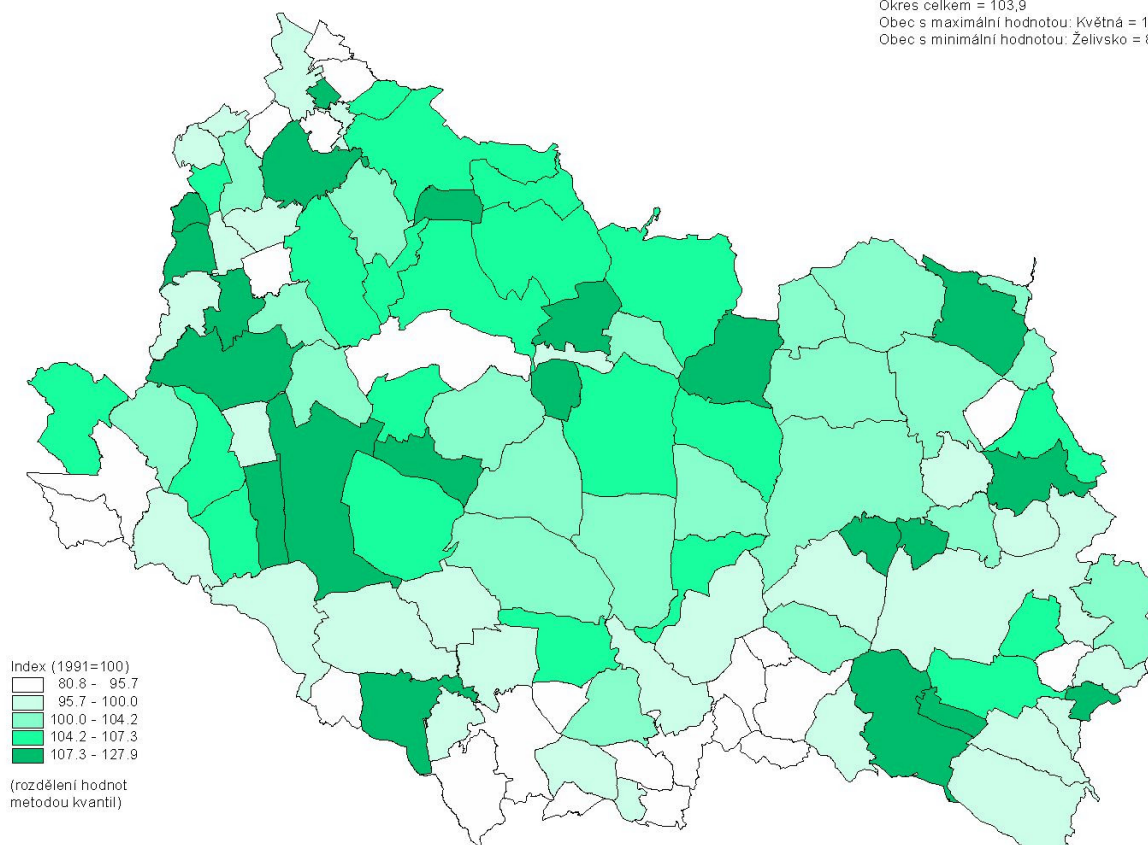 Okres celkem = 103,9
Obec s maximální hodnotou: Květná = 1
Obec s minimální hodnotou: Želivsko = 8
Index (1991=100)
80.8 - 95.7
95.7 - 100.0
100.0 - 104.2
104.2 - 107.3
107.3 - 127.9
(rozdělení hodnot
metodou kvantil)